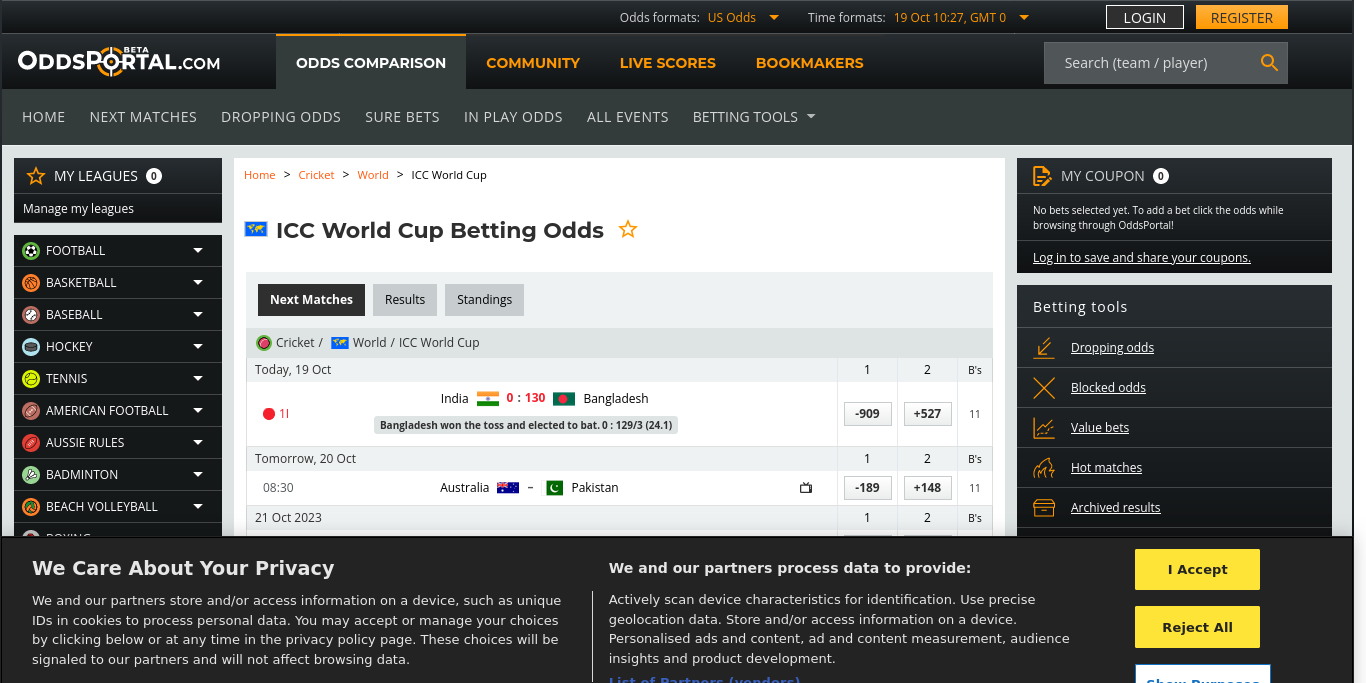 Odds formats: US Odds Time formats: 19 Oct 10:27, GMT 0 LOGIN REGISTER
ODDSPORTAL.COM BETA ODDS COMPARISON COMMUNITY LIVE SCORES BOOKMAKERS Search (team / player)
HOME NEXT MATCHES DROPPING ODDS SURE BETS IN PLAY ODDS ALL EVENTS BETTING TOOLS
MY LEAGUES 0
Manage my leagues
FOOTBALL
BASKETBALL
BASEBALL
HOCKEY
TENNIS
AMERICAN FOOTBALL
AUSSIE RULES
BADMINTON
BEACH VOLLEYBALL
BOXING
Home > Cricket > World > ICC World Cup
ICC World Cup Betting Odds
Next Matches Results Standings
Cricket / World / ICC World Cup
Today, 19 Oct 1 2 B's
India 0 : 130 Bangladesh
1I -909 +527 11
Bangladesh won the toss and elected to bat. 0 : 129/3 (24.1)
Tomorrow, 20 Oct 1 2 B's
08:30 Australia – Pakistan -189 +148 11
21 Oct 2023 1 2 B's
MY COUPON 0
No bets selected yet. To add a bet click the odds while
browsing through OddsPortal!
Log in to save and share your coupons.
Betting tools
Dropping odds
Blocked odds
Value bets
Hot matches
Archived results
We Care About Your Privacy
We and our partners store and/or access information on a device, such as unique
IDs in cookies to process personal data. You may accept or manage your choices
by clicking below or at any time in the privacy policy page. These choices will be
signaled to our partners and will not affect browsing data.
We and our partners process data to provide:
Actively scan device characteristics for identification. Use precise
geolocation data. Store and/or access information on a device.
Personalised ads and content, ad and content measurement, audience
insights and product development.
List of Partners (vendors)
I Accept
Reject All
Show Purposes